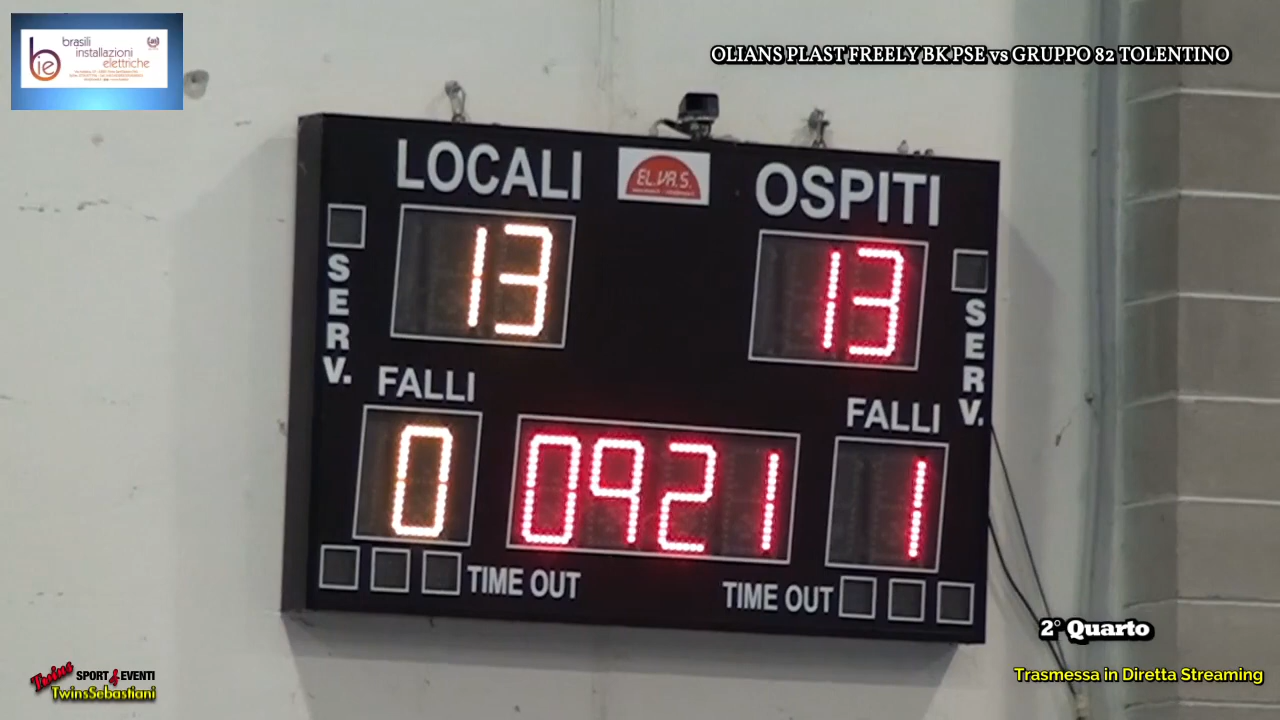 brasili
installazioni
elettriche
OLIANS PLAST FREELY BK PSE vs GRUPPO 82 TOLENTINO
LOCALI
EL.VA.S.
OSPITI
13
13
SERV.
SERV.
FALLI
FALLI
0
0921
1
TIME OUT
TIME OUT
2° Quarto
Trasmessa in Diretta Streaming
Twins SPORT EVENTI
TwinsSebastiani